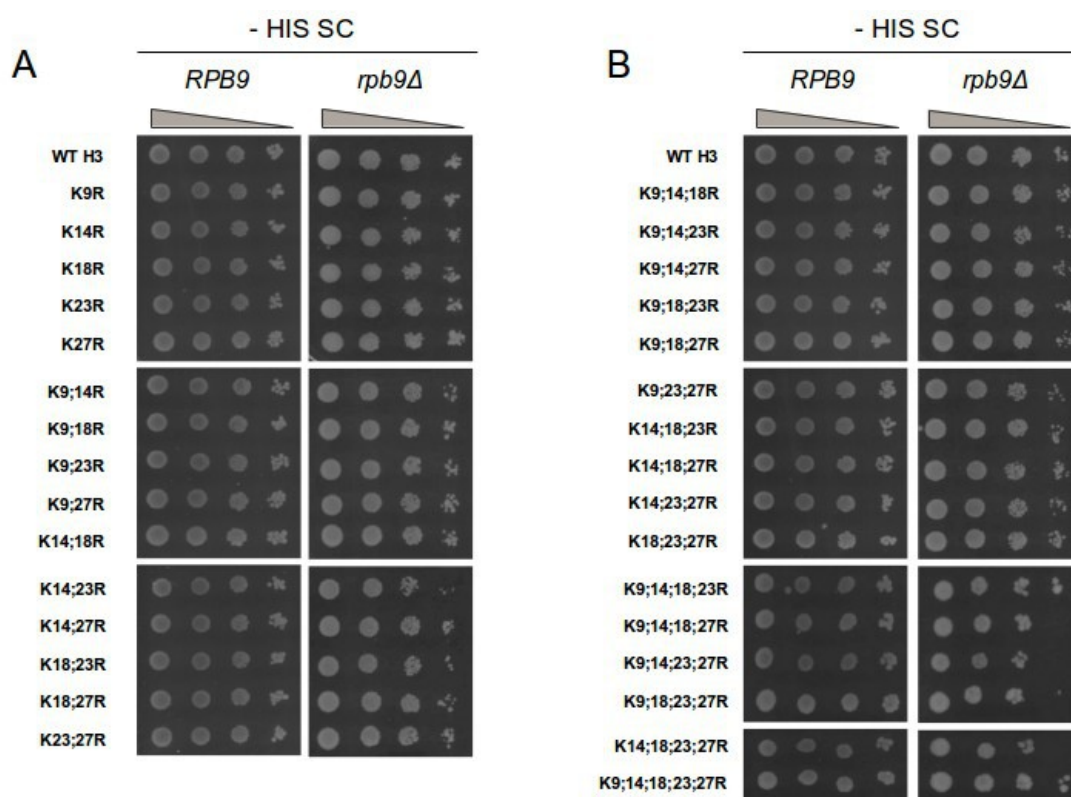 - HIS SC
A
RPB9
rpb9Δ
WT H3
K9R
K14R
K18R
K23R
K27R
K9;14R
K9;18R
K9;23R
K9;27R
K14;18R
K14;23R
K14;27R
K18;23R
K18;27R
K23;27R
- HIS SC
B
RPB9
rpb9Δ
WT H3
K9;14;18R
K9;14;23R
K9;14;27R
K9;18;23R
K9;18;27R
K9;23;27R
K14;18;23R
K14;18;27R
K14;23;27R
K18;23;27R
K9;14;18;23R
K9;14;18;27R
K9;14;23;27R
K9;18;23;27R
K14;18;23;27R
K9;14;18;23;27R